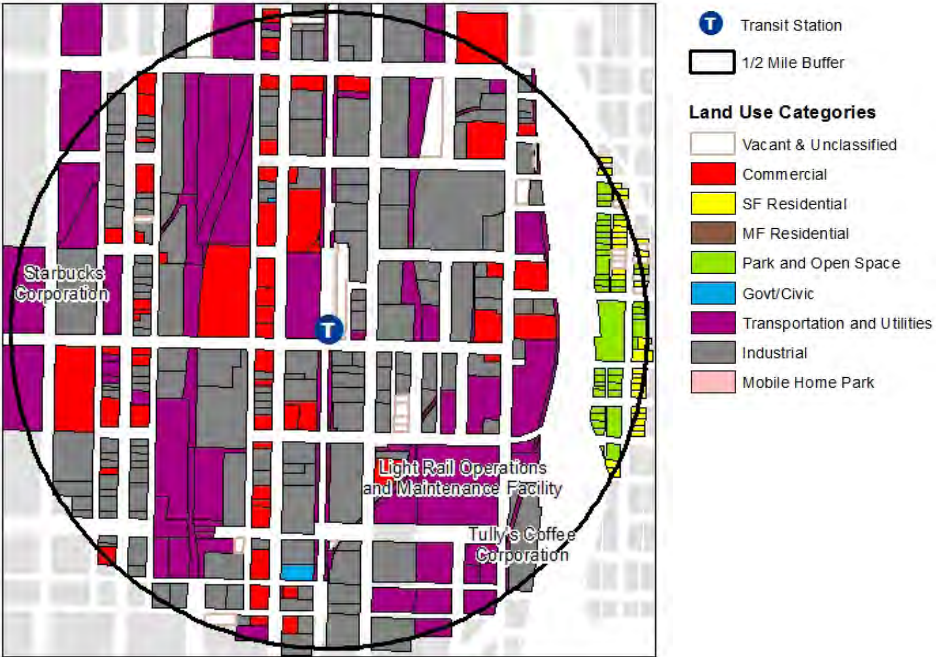 Starbucks
Corporation
T
Light Rail Operations
and Maintenance Facility
Tully's Coffee
Corporation
T Transit Station
1/2 Mile Buffer
Land Use Categories
Vacant & Unclassified
Commercial
SF Residential
MF Residential
Park and Open Space
Govt/Civic
Transportation and Utilities
Industrial
Mobile Home Park